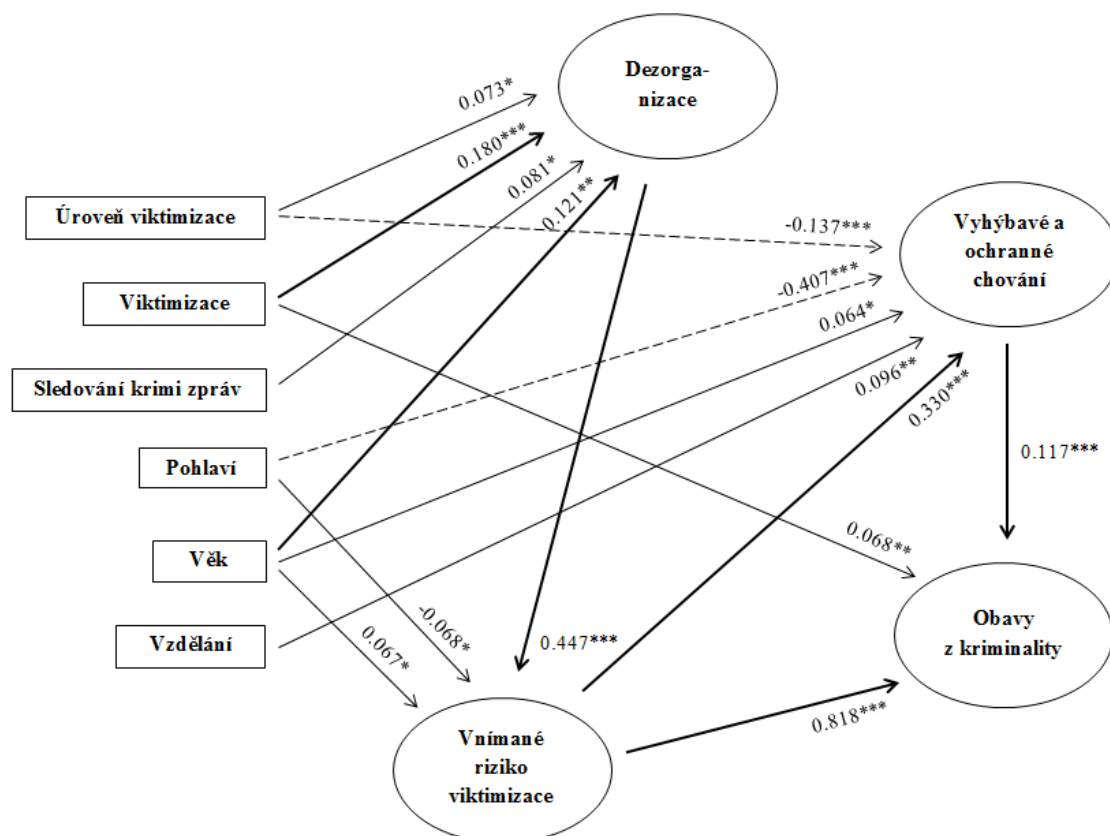 Dezorga-
nizace
0.073*
0.180***
0.081*
0.121**
Úroveň viktimizace
-0.137***
Vyhýbavé a
ochranné
chování
Viktimizace
-0.407***
0.064*
Sledování krimi zpráv
0.096**
0.330***
Pohlaví
0.117***
Věk
0.068**
Vzdělání
-0.068*
0.067*
0.447***
Obavy
z kriminality
0.818***
Vnímané
riziko
viktimizace